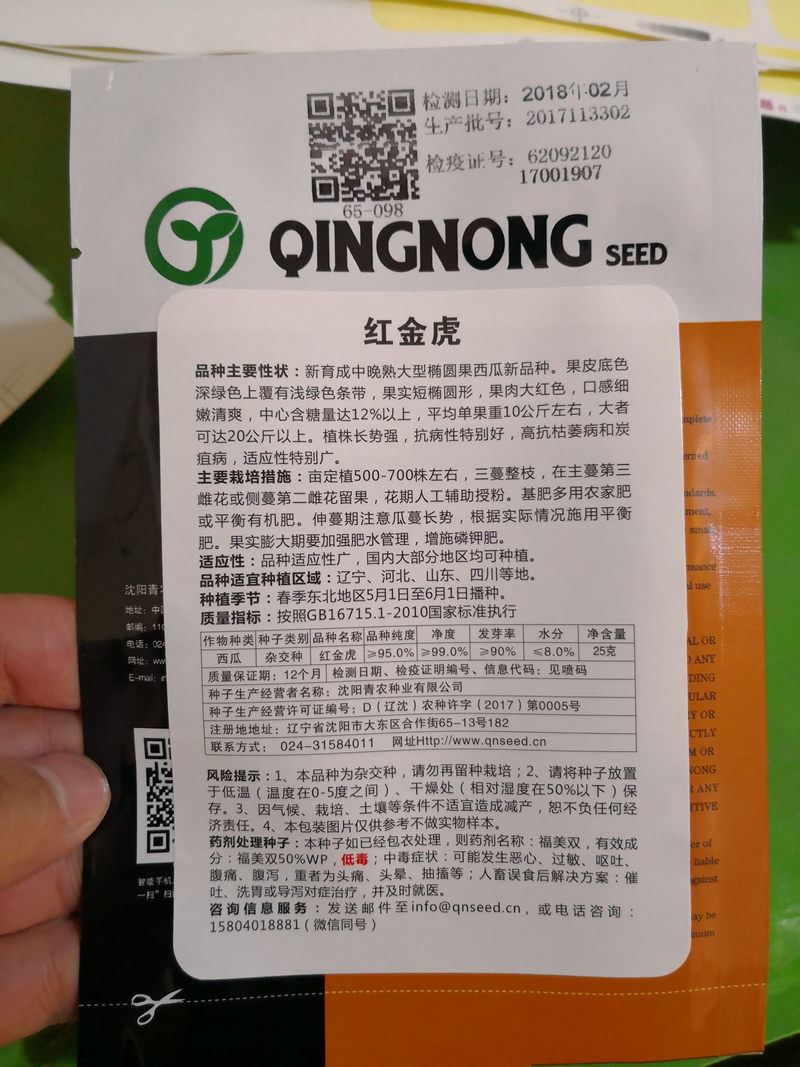 检测日期：2018年02月
生产批号：2017113302
检疫证号：62092120
17001907
65-098
QINGNONG SEED
红金虎
品种主要性状：新育成中晚熟大型椭圆果西瓜新品种。果皮底色
深绿色上覆有浅绿色条带，果实短椭圆形，果肉大红色，口感细
嫩清爽，中心含糖量达12%以上，平均单果重10公斤左右，大者
可达20公斤以上。植株长势强，抗病性特别好，高抗枯萎病和炭
疽病，适应性特别广。
主要栽培措施：亩定植500-700株左右，三蔓整枝，在主蔓第三
雌花或侧蔓第二雌花留果，花期人工辅助授粉。基肥多用农家肥
或平衡有机肥。伸蔓期注意瓜蔓长势，根据实际情况施用平衡
肥。果实膨大期要加强肥水管理，增施磷钾肥。
适应性：品种适应性广，国内大部分地区均可种植。
品种适宜种植区域：辽宁、河北、山东、四川等地。
种植季节：春季东北地区5月1日至6月1日播种。
质量指标：按照GB16715.1-2010国家标准执行
作物种类 种子类别 品种名称 品种纯度 净度 发芽率 水分 净含量
西瓜 杂交种 红金虎 ≥95.0% ≥99.0% ≥90% ≤8.0% 25克
质量保证期：12个月 检测日期、检疫证明编号、信息代码：见喷码
种子生产经营者名称：沈阳青农种业有限公司
种子生产经营许可证编号：D（辽沈）农种许字（2017）第0005号
注册地地址：辽宁省沈阳市大东区合作街65-13号182
联系方式： 024-31584011 网址Http://www.qnseed.cn
风险提示：1、本品种为杂交种，请勿再留种栽培；2、请将种子放置
于低温（温度在0-5度之间）、干燥处（相对湿度在50%以下）保
存。3、因气候、栽培、土壤等条件不适宜造成减产，恕不负任何经
济责任。4、本包装图片仅供参考不做实物样本。
药剂处理种子：本种子如已经包衣处理，则药剂名称：福美双，有效成
分：福美双50%WP，低毒；中毒症状：可能发生恶心、过敏、呕吐、
腹痛、腹泻，重者为头痛、头晕、抽搐等；人畜误食后解决方案：催
吐、洗胃或导泻对症治疗，并及时就医。
咨询信息服务：发送邮件至info@qnseed.cn，或电话咨询：
15804018881（微信同号）
沈阳青
地址：中
邮编：110
电话：024
网址：ww
E-mail：in
智能手机
一扫”扫